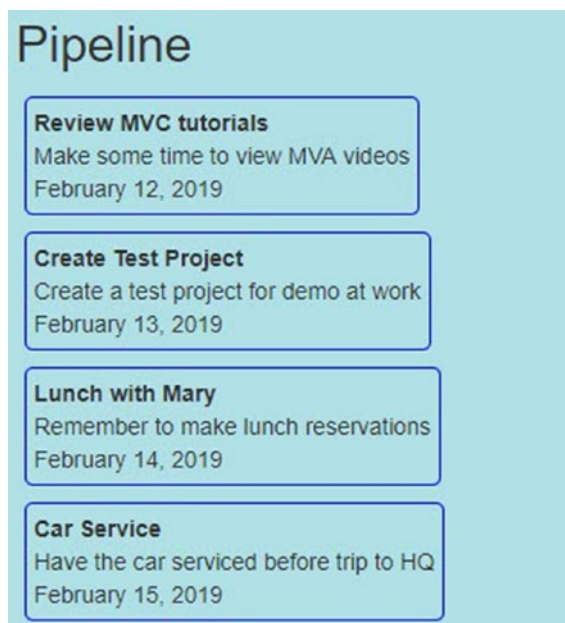 Pipeline
Review MVC tutorials
Make some time to view MVA videos
February 12, 2019
Create Test Project
Create a test project for demo at work
February 13, 2019
Lunch with Mary
Remember to make lunch reservations
February 14, 2019
Car Service
Have the car serviced before trip to HQ
February 15, 2019